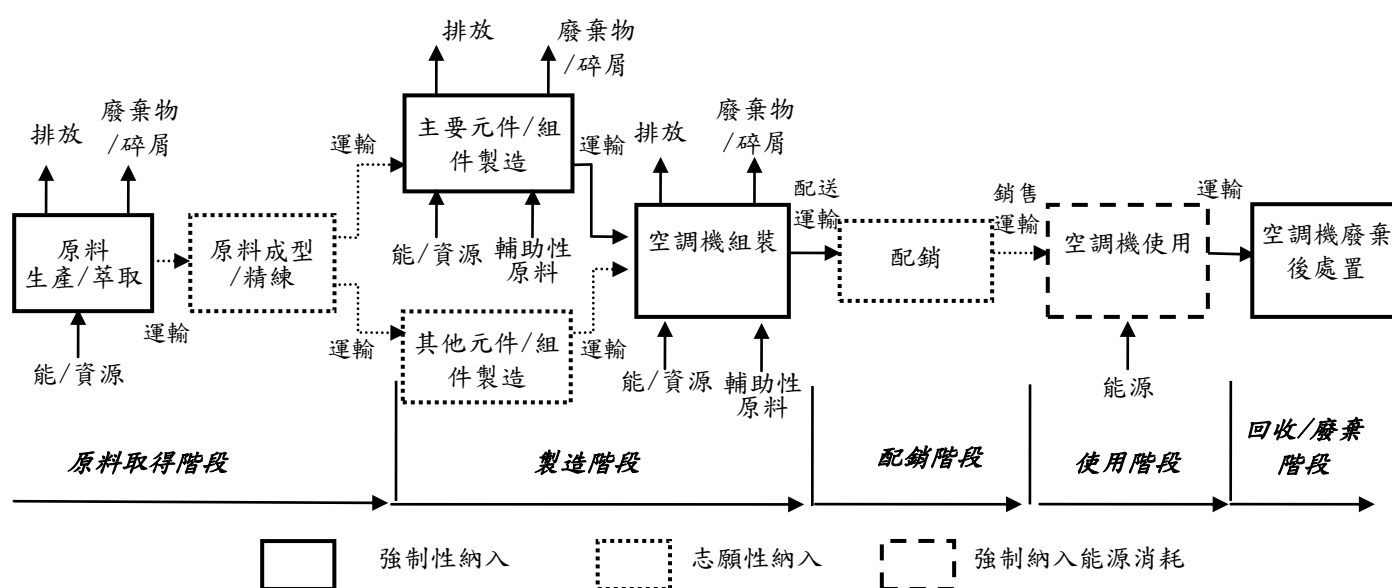 排放
廢棄物
/碎屑
排放
廢棄物
/碎屑
運輸
主要元件/組
件製造
運輸
排放
廢棄物
/碎屑
配送
運輸
銷售
運輸
運輸
原料
生產/萃取
原料成型
/精練
能/資源
輔助性
原料
空調機組裝
配銷
空調機使用
空調機廢棄
後處置
運輸
運輸
其他元件/組
件製造
運輸
能/資源
能/資源
輔助性
原料
能源
原料取得階段
製造階段
配銷階段
使用階段
回收/廢棄
階段
強制性納入
志願性納入
強制納入能源消耗